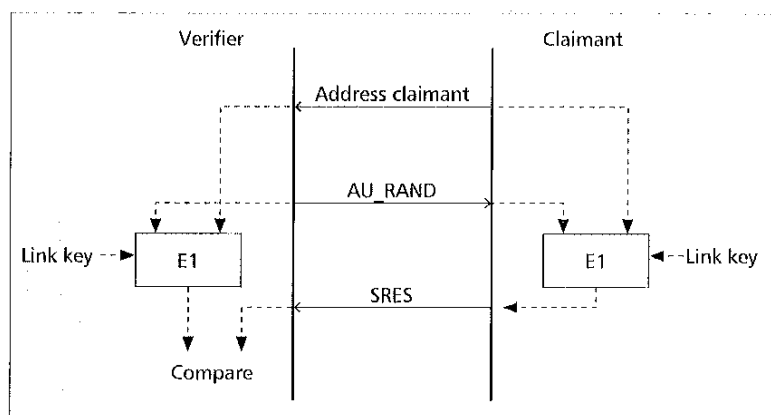 Verifier
Claimant
Address claimant
AU_RAND
Link key
E1
E1
Link key
SRES
Compare